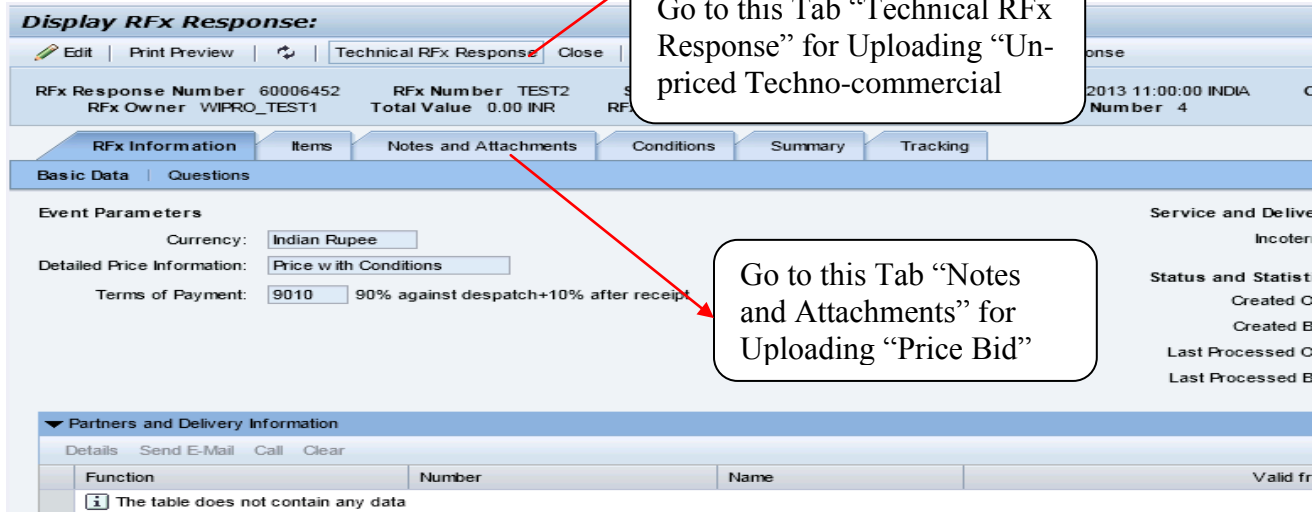 Display RFx Response:
Go to this Tab “Technical RFx
Response” for Uploading “Un-
priced Techno-commercial
Edit | Print Preview | | Technical RFx Response Close |
RFx Response Number 60006452 RFx Number TEST2 2013 11:00:00 INDIA
RFx Owner WIPRO_TEST1 Total Value 0.00 INR Number 4
RFx Information Items Notes and Attachments Conditions Summary Tracking
Basic Data | Questions
Event Parameters Service and
Currency: Indian Rupee
Detailed Price Information: Price with Conditions
Terms of Payment: 9010 90% against despatch+10% after receipt
Status and
Created
Created
Last Processed
Last Processed
Go to this Tab “Notes
and Attachments” for
Uploading “Price Bid”
Partners and Delivery Information
Details Send E-Mail Call Clear
Function Number Name Valid
The table does not contain any data